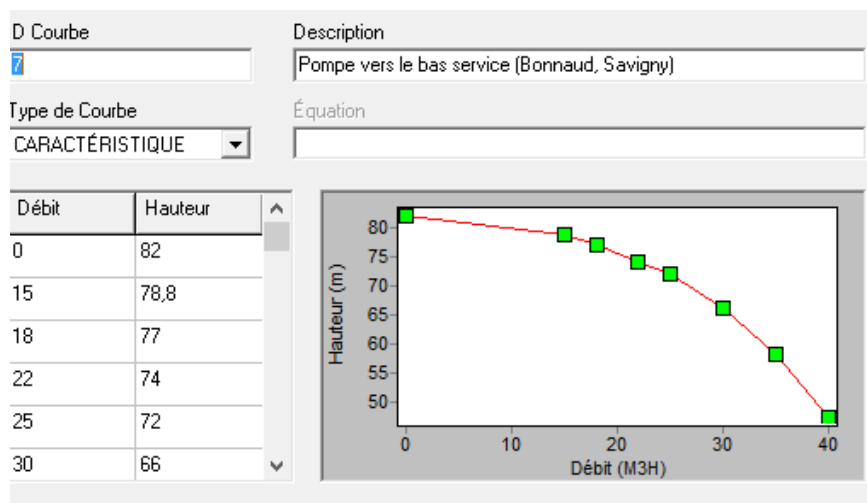 D Courbe
Description
7
Pompe vers le bas service (Bonnaud, Savigny)
Type de Courbe
Équation
CARACTÉRISTIQUE
Débit Hauteur
0 82
15 78,8
18 77
22 74
25 72
30 66
Hauteur (m)
80
75
70
65
60
55
50
0 10 20 30 40
Débit (M3H)